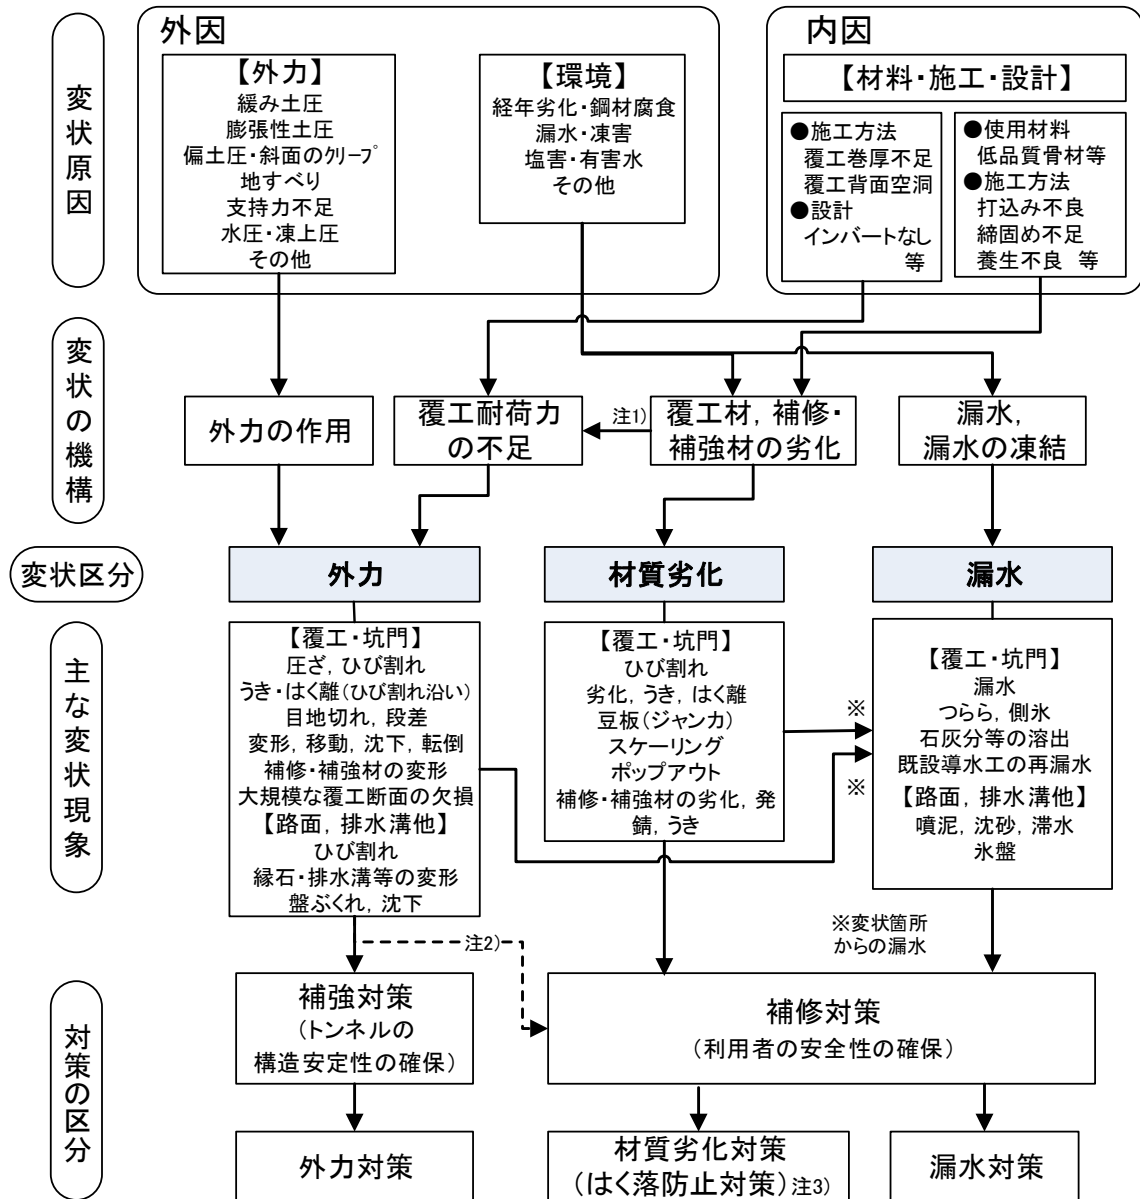 変状原因
外因
【外力】
緩み土圧
膨張性土圧
偏土圧・斜面のクリープ
地すべり
支持力不足
水圧・凍上圧
その他
【環境】
経年劣化・鋼材腐食
漏水・凍害
塩害・有害水
その他
内因
【材料・施工・設計】
●施工方法
覆工巻厚不足
覆工背面空洞
●設計
インバートなし
等
●使用材料
低品質骨材等
●施工方法
打込み不良
締固め不足
養生不良 等
変状の機構
外力の作用
覆工耐荷力
の不足
注1)
覆工材，補修・
補強材の劣化
漏水，
漏水の凍結
変状区分
外力
材質劣化
漏水
主な変状現象
【覆工・坑門】
圧ざ，ひび割れ
うき・はく離（ひび割れ沿い）
目地切れ，段差
変形，移動，沈下，転倒
補修・補強材の変形
大規模な覆工断面の欠損
【路面，排水溝他】
ひび割れ
縁石・排水溝等の変形
盤ぶくれ，沈下
【覆工・坑門】
ひび割れ
劣化，うき，はく離
豆板（ジャンカ）
スケーリング
ポップアウト
補修・補強材の劣化，発
錆，うき
※
※
【覆工・坑門】
漏水
つらら，側氷
石灰分等の溶出
既設導水工の再漏水
【路面，排水溝他】
噴泥，沈砂，滞水
氷盤
※変状箇所
からの漏水
注2)
対策の区分
補強対策
（トンネルの
構造安定性の確保）
補修対策
（利用者の安全性の確保）
外力対策
材質劣化対策
（はく落防止対策）注3)
漏水対策